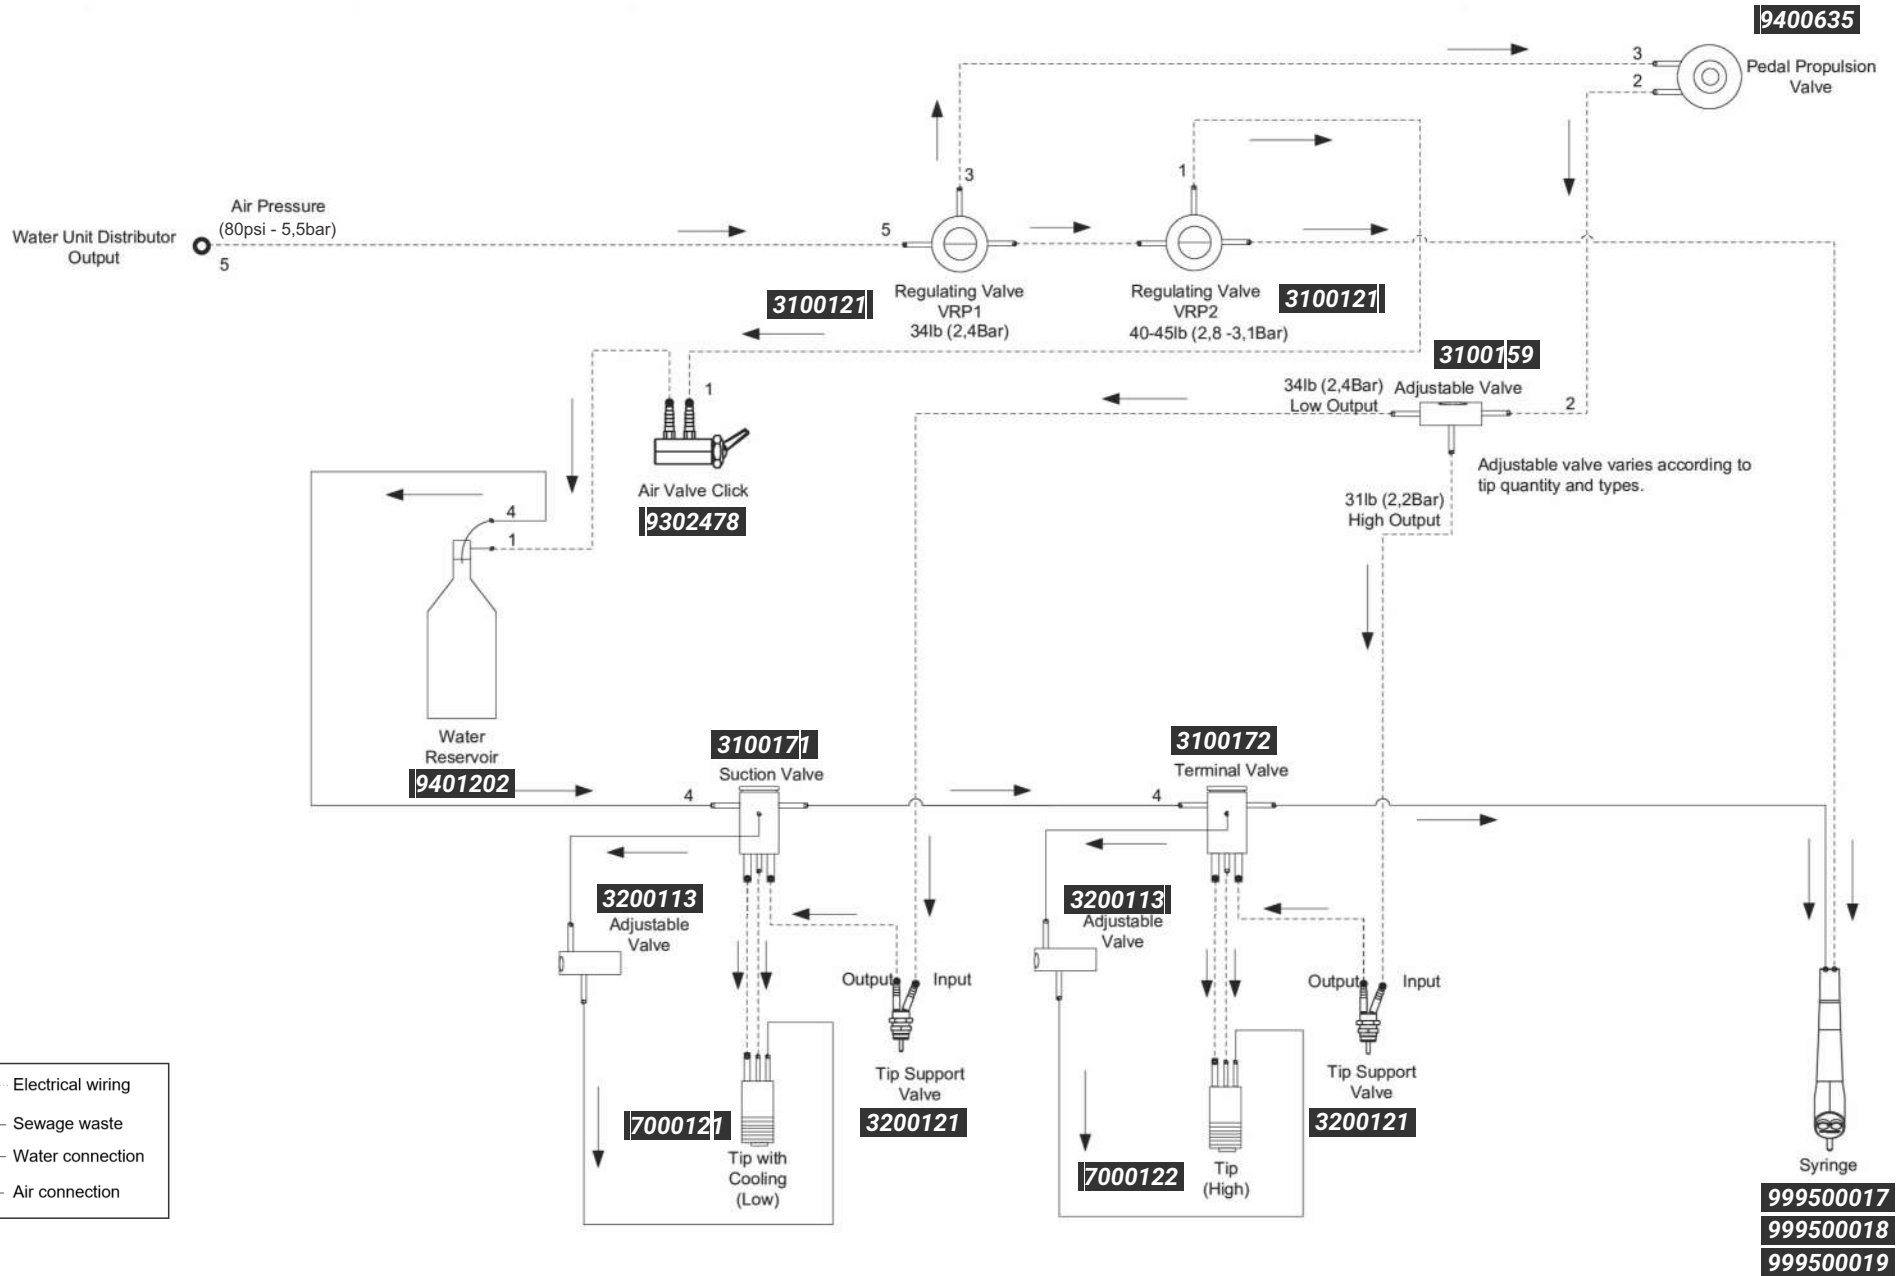 9400635
3
2
Pedal Propulsion
Valve
1
3
Air Pressure
(80psi - 5,5bar)
Water Unit Distributor
Output
5
5
Regulating Valve
VRP1
34lb (2,4Bar)
3100121
Regulating Valve
VRP2
40-45lb (2,8 -3,1Bar)
3100121
3100159
34lb (2,4Bar)
Low Output
Adjustable Valve
2
1
Adjustable valve varies according to
tip quantity and types.
Air Valve Click
9302478
31lb (2,2Bar)
High Output
4
1
Water
Reservoir
9401202
3100171
Suction Valve
4
3100172
Terminal Valve
4
3200113
Adjustable
Valve
3200113
Adjustable
Valve
Output
Input
Output
Input
Tip Support
Valve
3200121
Tip Support
Valve
3200121
7000121
Tip with
Cooling
(Low)
7000122
Tip
(High)
Syringe
999500017
999500018
999500019
Electrical wiring
Sewage waste
Water connection
Air connection